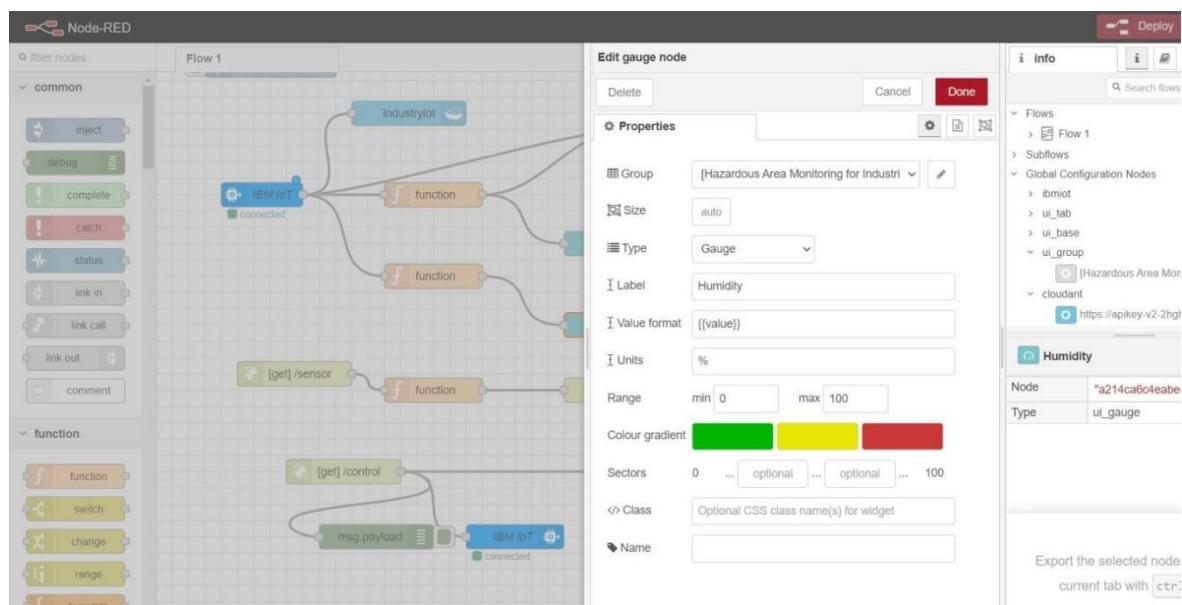 Node-RED
Deploy
filter nodes
Flow 1
common
inject
debug
complete
catch
status
link in
link call
link out
comment
function
function
switch
change
range
template
industryiot
IBM IoT
connected
function
function
[get] /sensor
function
[get] /control
msg.payload
IBM IoT
connected
Edit gauge node
Delete
Cancel
Done
Properties
Group
[Hazardous Area Monitoring for Industri
Size
auto
Type
Gauge
Label
Humidity
Value format
{{value}}
Units
%
Range
min 0
max 100
Colour gradient
Sectors
0 ... optional ... optional ... 100
</> Class
Optional CSS class name(s) for widget
Name
i info
i
Search flows
Flows
Flow 1
Subflows
Global Configuration Nodes
ibmiot
ui_tab
ui_base
ui_group
[Hazardous Area Mon
cloudant
https://apikey-v2-2hgh
Humidity
Node
"a214ca6c4eabe
Type
ui_gauge
Export the selected node
current tab with ctr